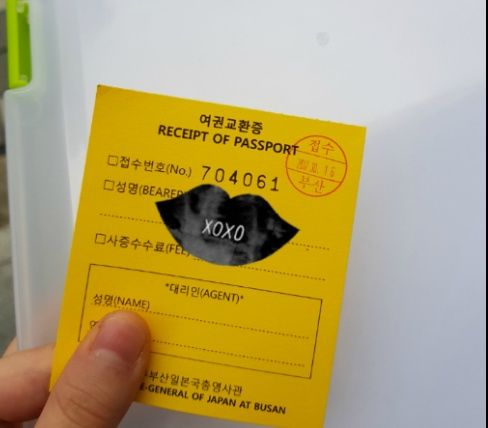 여권교환증
RECEIPT OF PASSPORT
접수
부산
□접수번호(No.) 704061
□성명(BEARER
XOXO
□사증수수료(FEE)
*대리인(AGENT)*
성명(NAME)
부산일본국총영사관
E-GENERAL OF JAPAN AT BUSAN